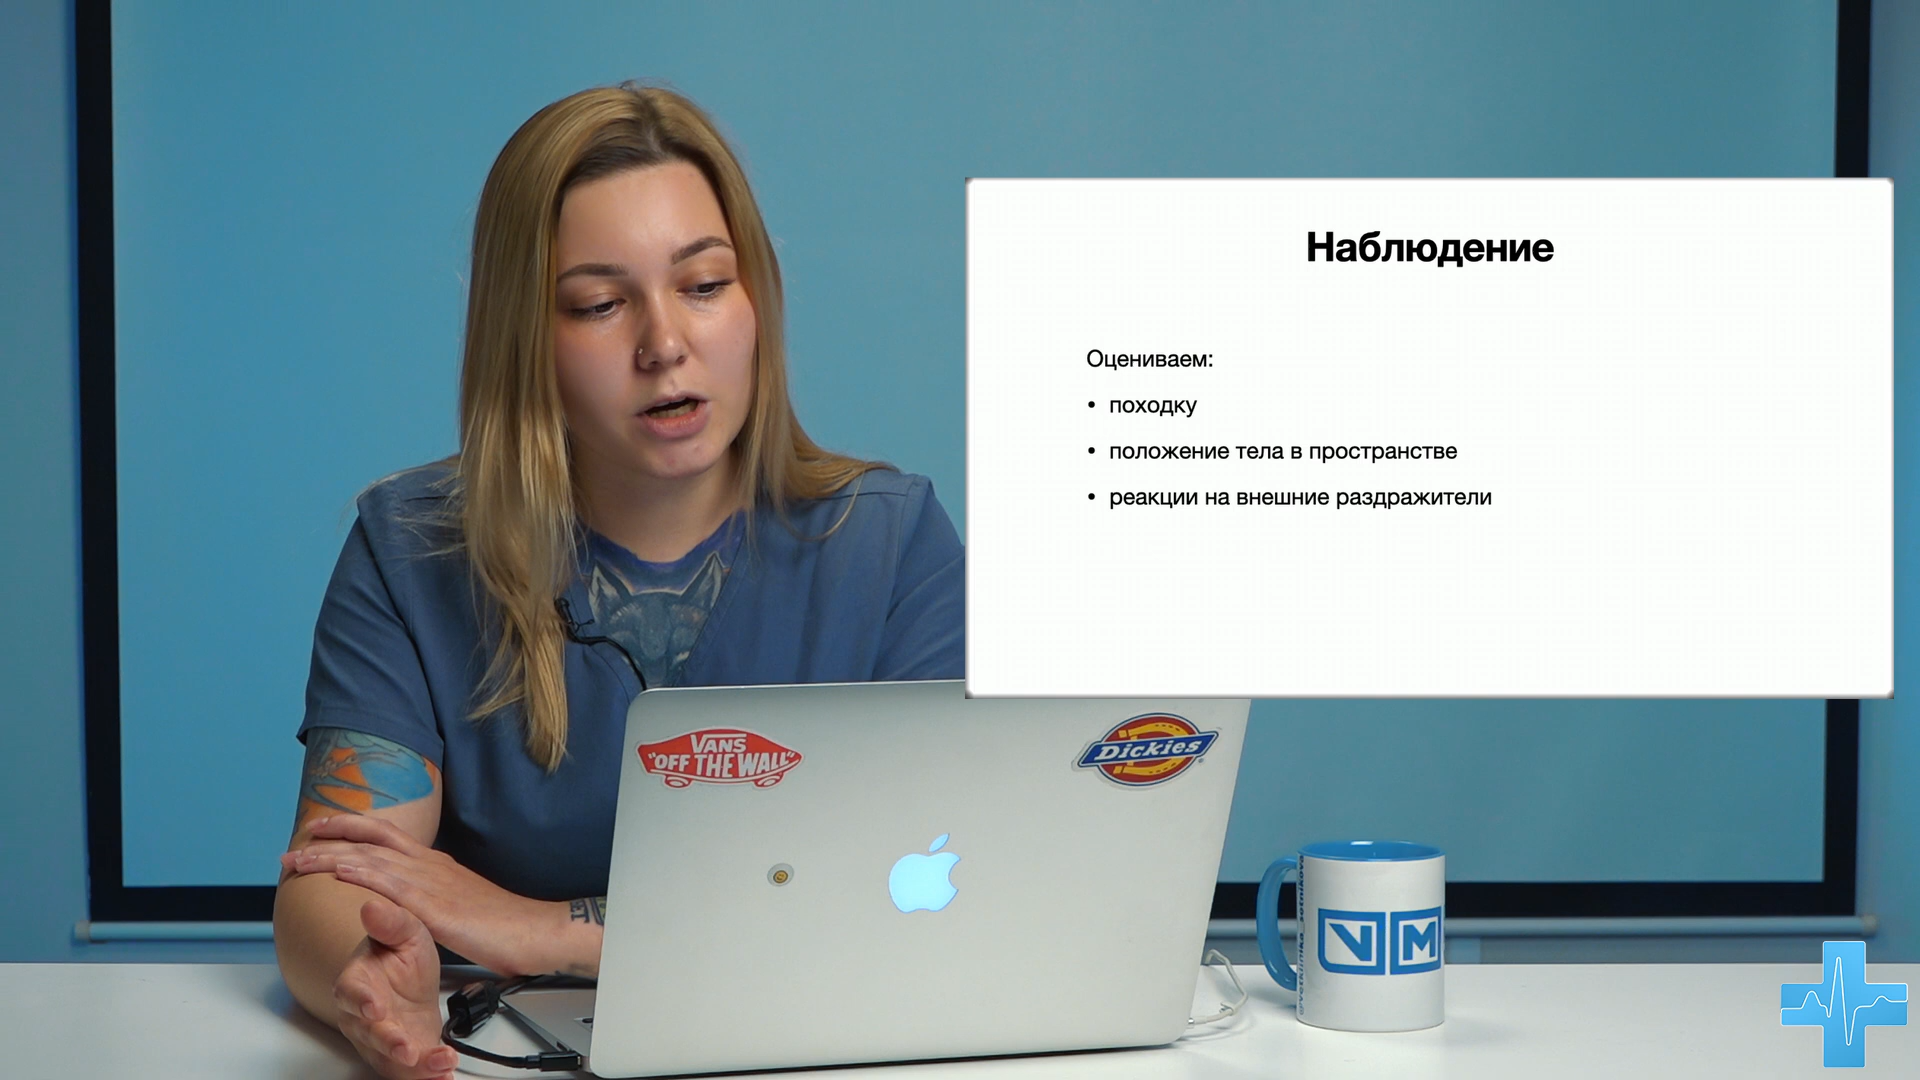 Наблюдение
Оцениваем:
• походку
• положение тела в пространстве
• реакции на внешние раздражители
VANS
"OFF THE WALL"
Dickies
VM